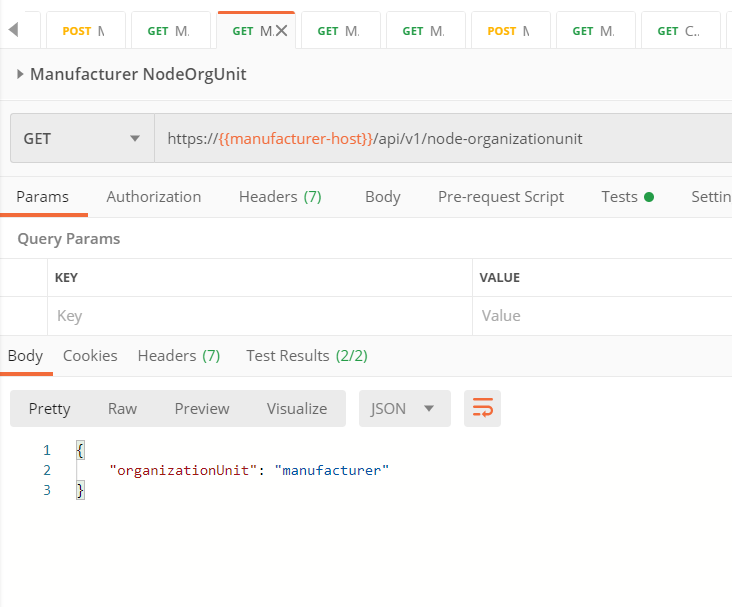 POST M GET M. GET M. GET M. GET M. POST M GET M. GET C..
Manufacturer NodeOrgUnit
GET https://{{manufacturer-host}}/api/v1/node-organizationunit
Params Authorization Headers (7) Body Pre-request Script Tests Settin
Query Params
KEY VALUE
Key Value
Body Cookies Headers (7) Test Results (2/2)
Pretty Raw Preview Visualize JSON
1 {
2 "organizationUnit": "manufacturer"
3 }